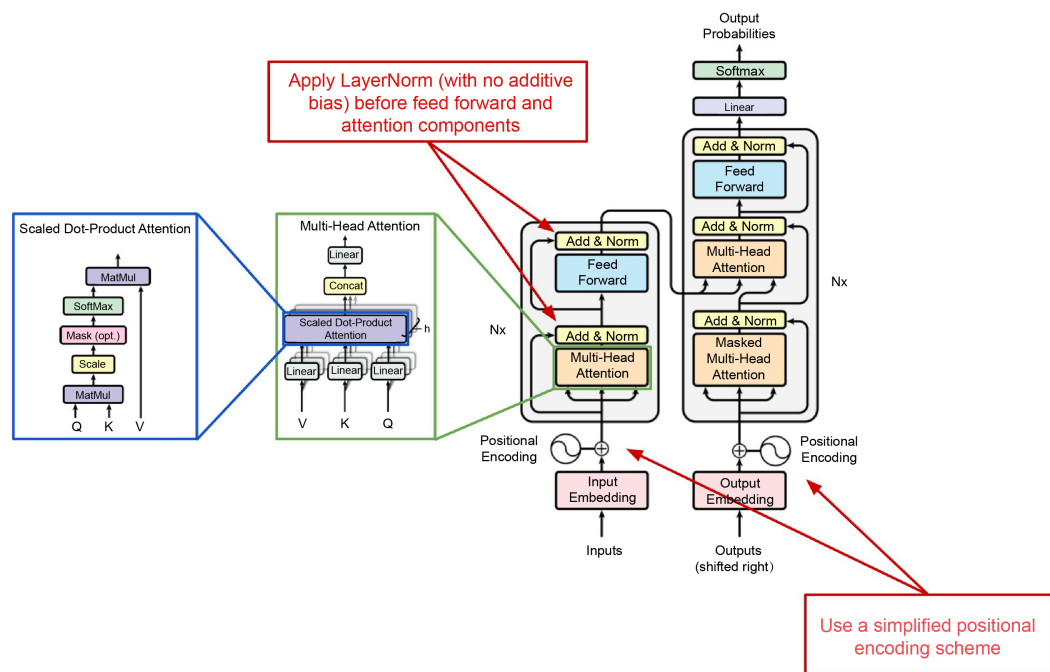 Output
Probabilities
Softmax
Linear
Add & Norm
Feed
Forward
Add & Norm
Multi-Head
Attention
Add & Norm
Masked
Multi-Head
Attention
Nx
Positional
Encoding
Output
Embedding
Outputs
(shifted right)
Apply LayerNorm (with no additive
bias) before feed forward and
attention components
Add & Norm
Feed
Forward
Nx
Add & Norm
Multi-Head
Attention
Positional
Encoding
Input
Embedding
Inputs
Scaled Dot-Product Attention
MatMul
SoftMax
Mask (opt.)
Scale
MatMul
Q K V
Multi-Head Attention
Linear
Concat
Scaled Dot-Product
Attention
h
Linear Linear Linear
V K Q
Use a simplified positional
encoding scheme